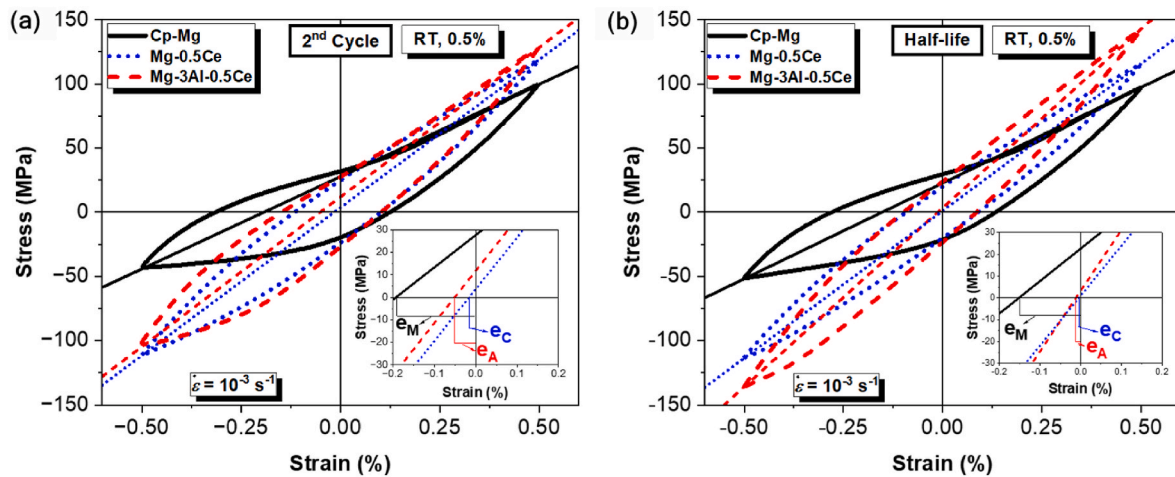 (a)
2nd Cycle
RT, 0.5%
Cp-Mg
Mg-0.5Ce
Mg-3Al-0.5Ce
150
100
50
0
−50
−100
−150
Stress (MPa)
−0.50
−0.25
0.00
0.25
0.50
Strain (%)
ε̇ = 10-3 s-1
30
20
10
0
-10
-20
-30
Stress (MPa)
-0.2
-0.1
0.0
0.1
0.2
Strain (%)
eM
eC
eA
(b)
Half-life
RT, 0.5%
Cp-Mg
Mg-0.5Ce
Mg-3Al-0.5Ce
150
100
50
0
-50
-100
-150
Stress (MPa)
-0.50
-0.25
0.00
0.25
0.50
Strain (%)
ε̇ = 10-3 s-1
30
20
10
0
-10
-20
-30
Stress (MPa)
-0.2
-0.1
0.0
0.1
0.2
Strain (%)
eM
eC
eA